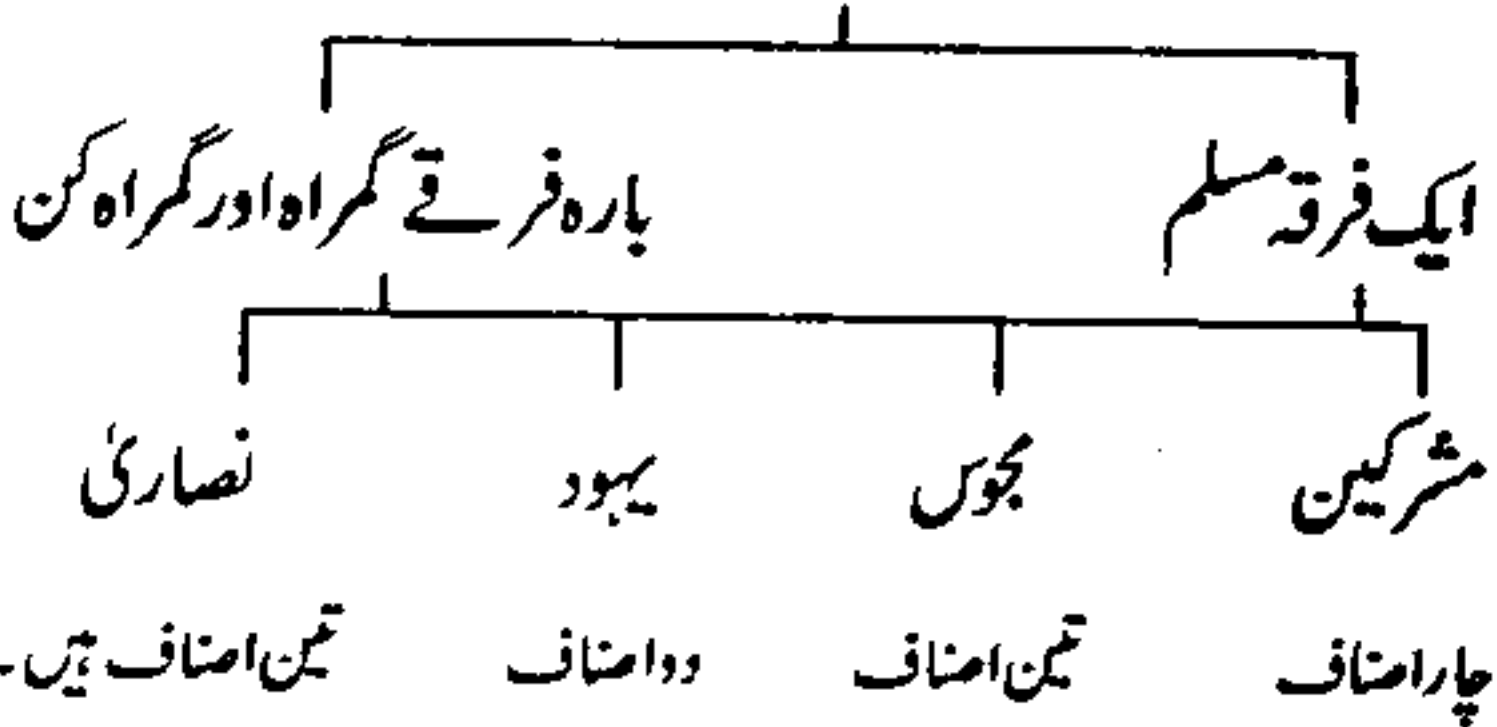 ایک فرقہ مسلم بارہ فرقے گمراہ اور گمراہ کن
مشرکین مجوس یہود نصاریٰ
چار اصناف تین اصناف دو اصناف تین اصناف ہیں۔